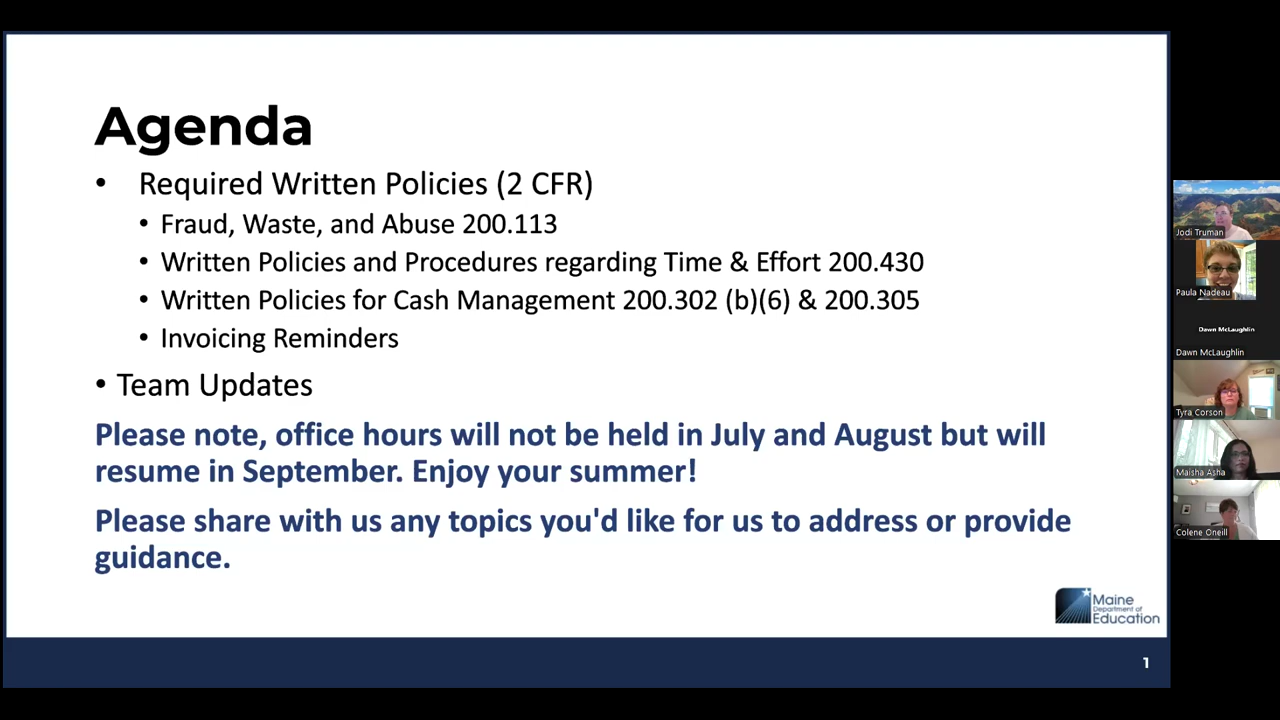 Agenda
• Required Written Policies (2 CFR)
• Fraud, Waste, and Abuse 200.113
• Written Policies and Procedures regarding Time & Effort 200.430
• Written Policies for Cash Management 200.302 (b)(6) & 200.305
• Invoicing Reminders
• Team Updates
Please note, office hours will not be held in July and August but will
resume in September. Enjoy your summer!
Please share with us any topics you'd like for us to address or provide
guidance.
Maine
Department of
Education
1
Jodi Truman
Paula Nadeau
Dawn McLaughlin
Dawn McLaughlin
Tyra Corson
Maisha Asha
Colene Oneill